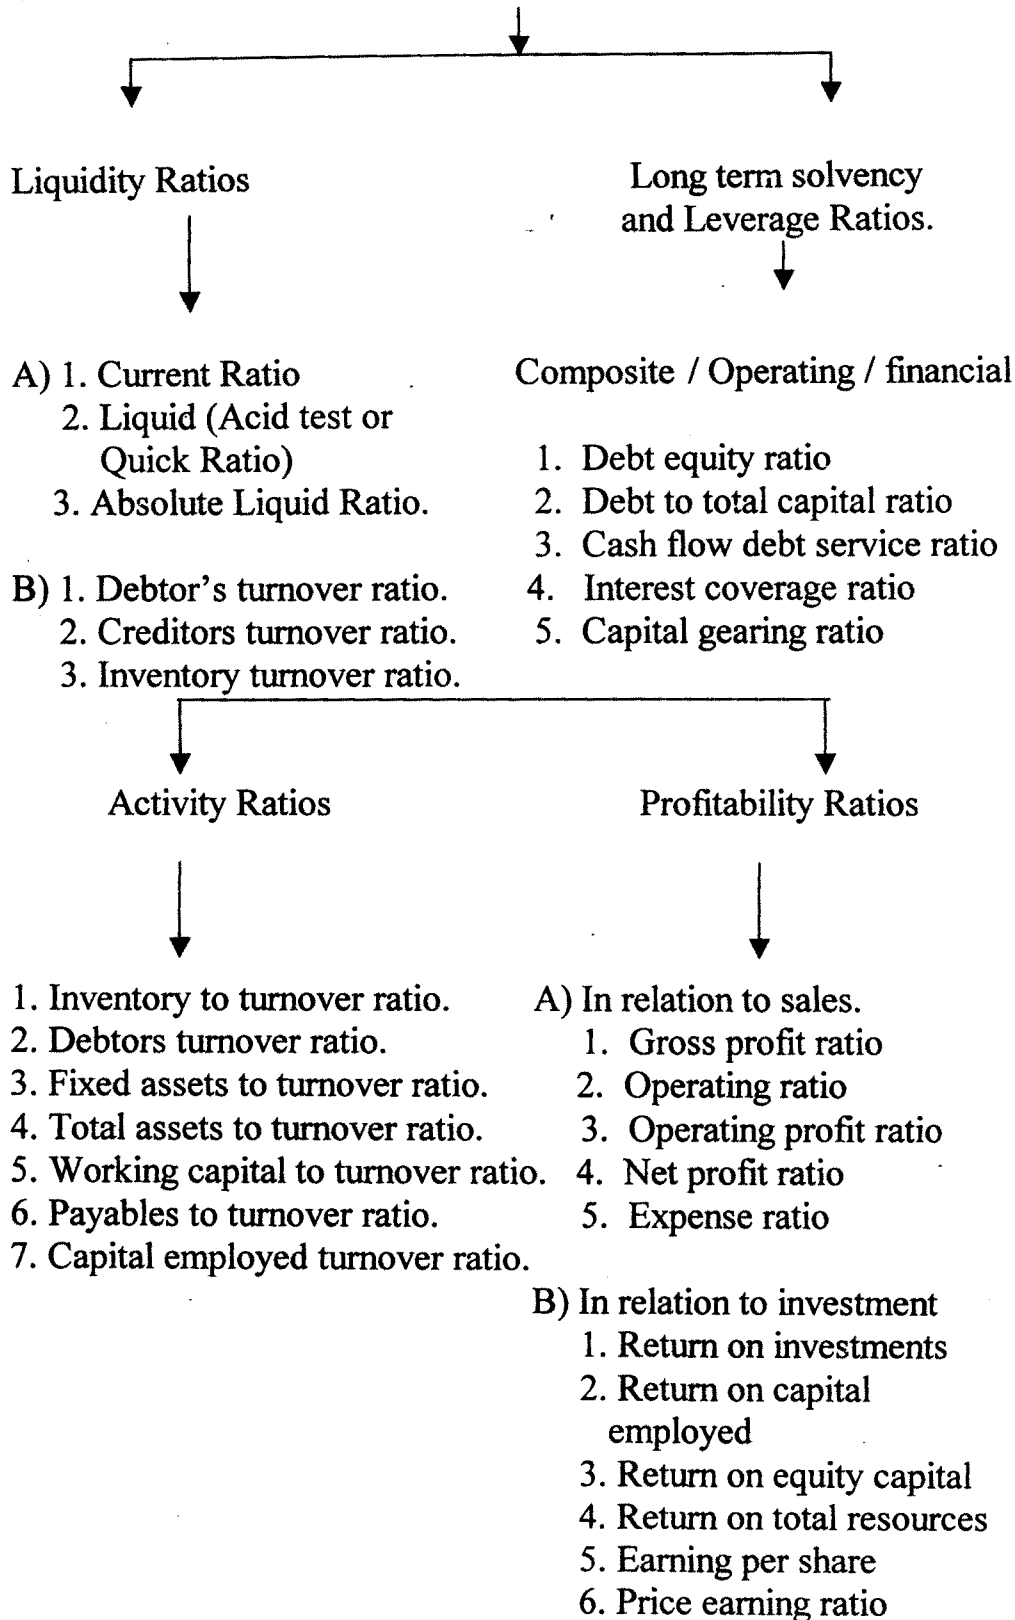 Liquidity Ratios
Long term solvency
and Leverage Ratios.
A) 1. Current Ratio
2. Liquid (Acid test or
Quick Ratio)
3. Absolute Liquid Ratio.
B) 1. Debtor's turnover ratio.
2. Creditors turnover ratio.
3. Inventory turnover ratio.
Composite / Operating / financial
1. Debt equity ratio
2. Debt to total capital ratio
3. Cash flow debt service ratio
4. Interest coverage ratio
5. Capital gearing ratio
Activity Ratios
Profitability Ratios
1. Inventory to turnover ratio.
2. Debtors turnover ratio.
3. Fixed assets to turnover ratio.
4. Total assets to turnover ratio.
5. Working capital to turnover ratio.
6. Payables to turnover ratio.
7. Capital employed turnover ratio.
A) In relation to sales.
1. Gross profit ratio
2. Operating ratio
3. Operating profit ratio
4. Net profit ratio
5. Expense ratio
B) In relation to investment
1. Return on investments
2. Return on capital
employed
3. Return on equity capital
4. Return on total resources
5. Earning per share
6. Price earning ratio